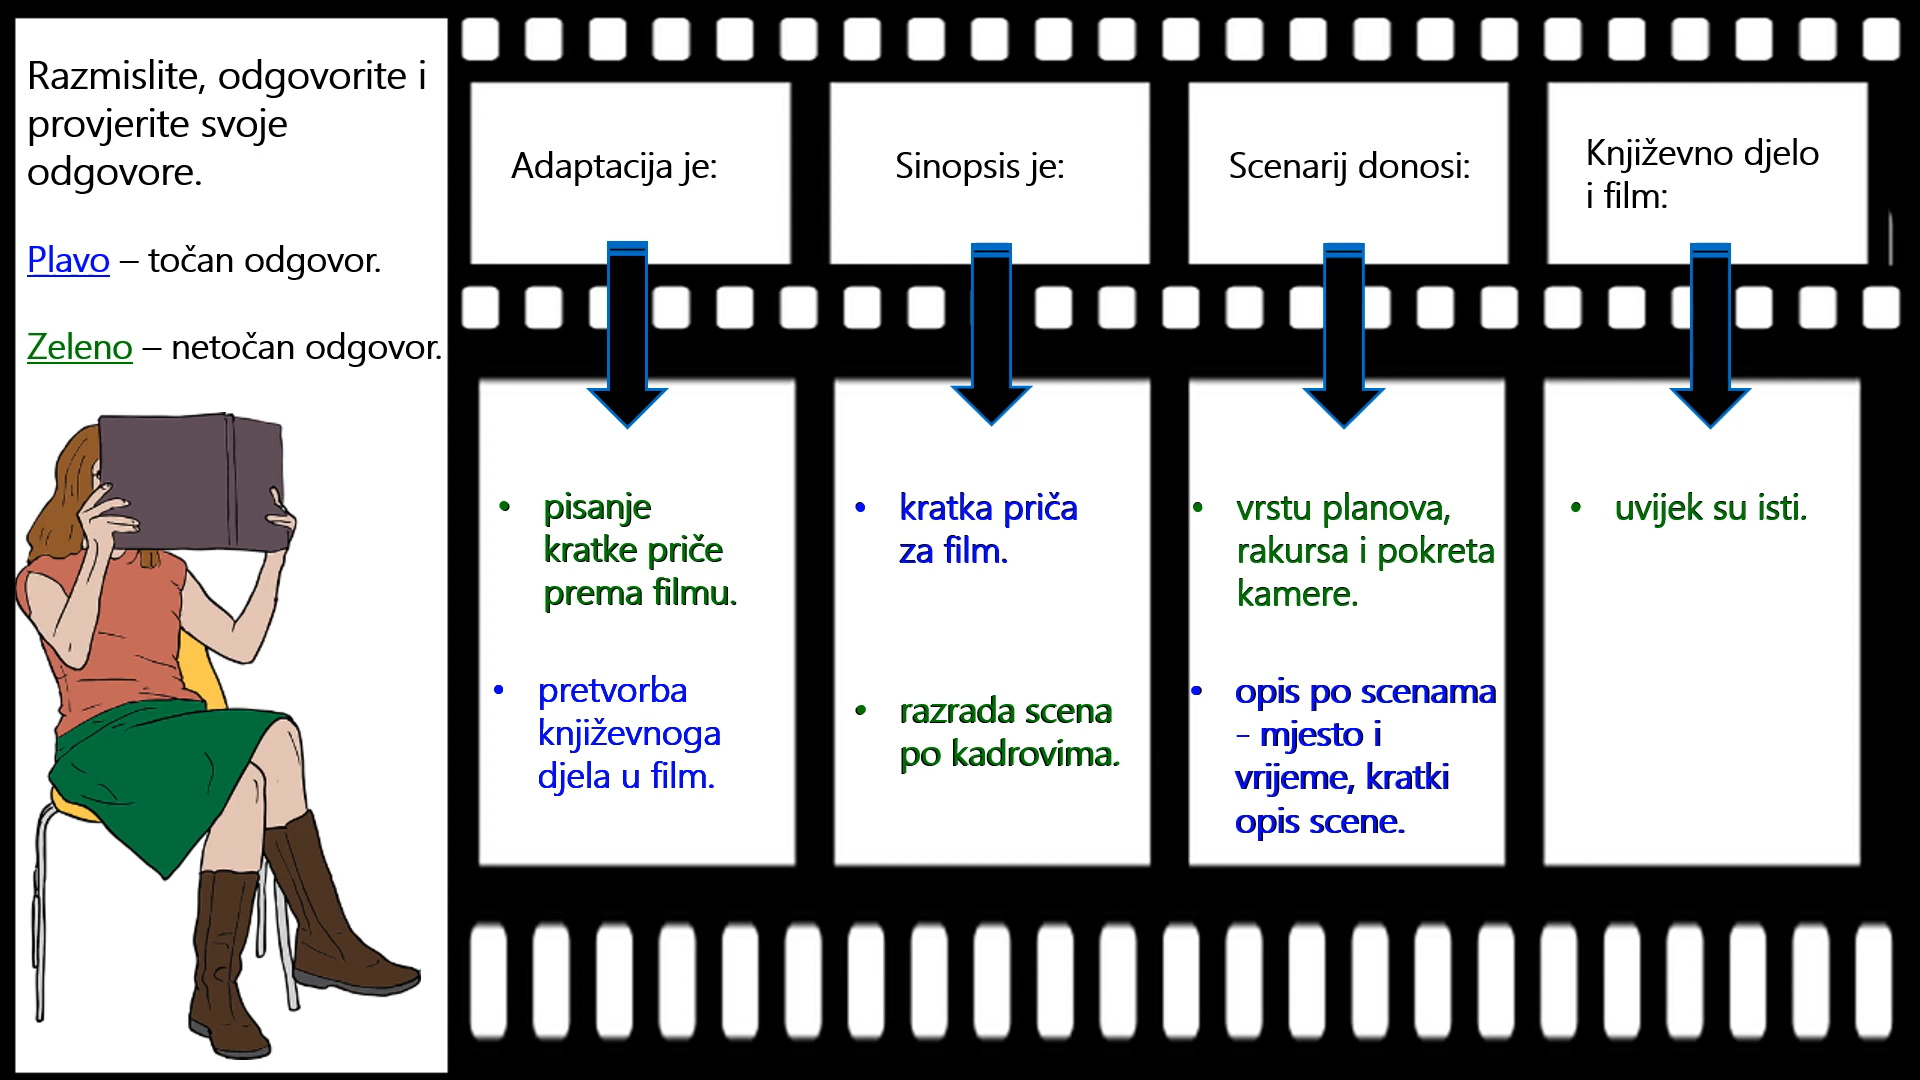 Razmislite, odgovorite i
provjerite svoje
odgovore.
Plavo – točan odgovor.
Zeleno – netočan odgovor.
Adaptacija je:
Sinopsis je:
Scenarij donosi:
Književno djelo
i film:
• pisanje
kratke priče
prema filmu.
• pretvorba
književnoga
djela u film.
• kratka priča
za film.
• razrada scena
po kadrovima.
• vrstu planova,
rakursa i pokreta
kamere.
• opis po scenama
- mjesto i
vrijeme, kratki
opis scene.
• uvijek su isti.